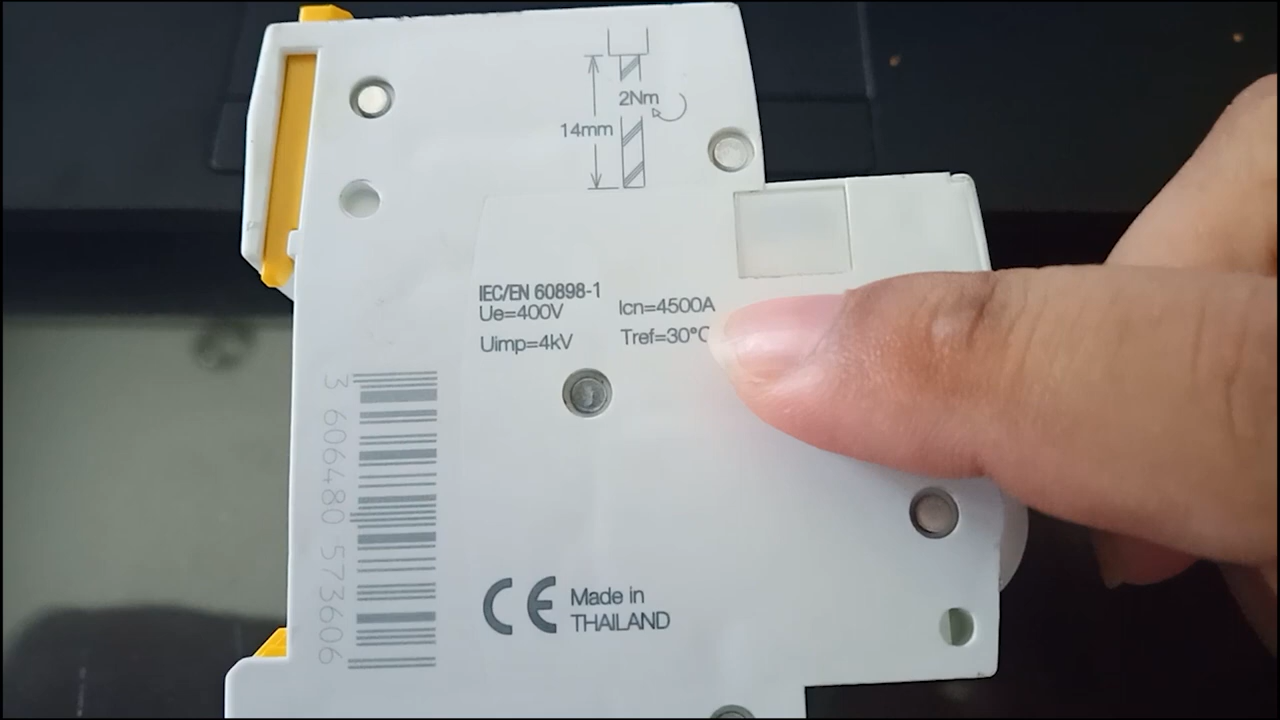 2Nm
14mm
IEC/EN 60898-1
Ue=400V Icn=4500A
Uimp=4kV Tref=30°C
3 606480 573606
CE Made in
THAILAND